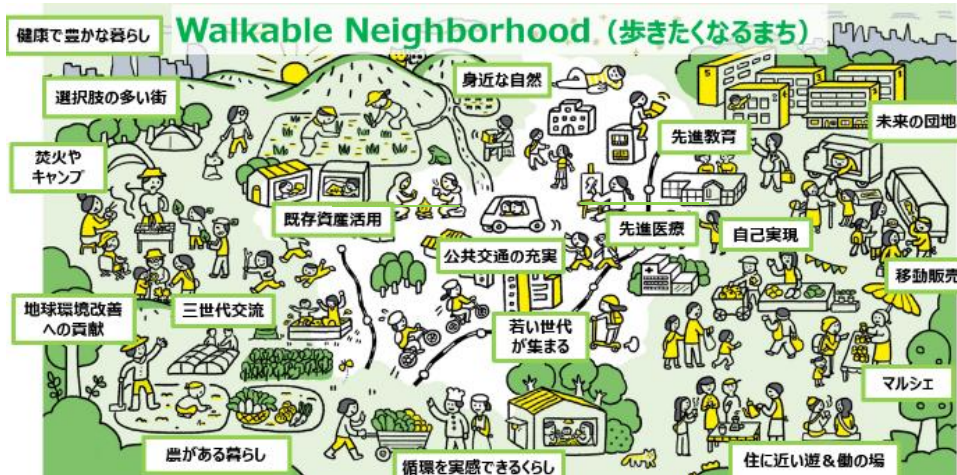 Walkable Neighborhood（歩きたくなるまち）
健康で豊かな暮らし
選択肢の多い街
身近な自然
未来の団地
先進教育
焚火や
キャンプ
既存資産活用
先進医療
自己実現
公共交通の充実
移動販売
地球環境改善
への貢献
三世代交流
若い世代
が集まる
マルシェ
農がある暮らし
循環を実感できるくらし
住に近い遊＆働の場